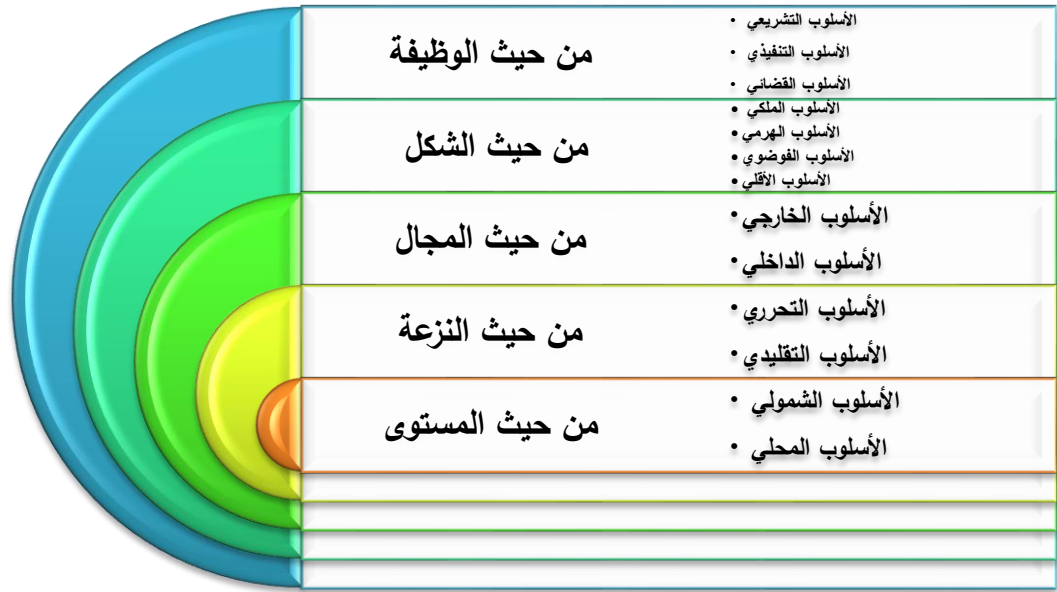 من حيث الوظيفة
• الأسلوب التشريعي
• الأسلوب التنفيذي
• الأسلوب القضائي
من حيث الشكل
• الأسلوب الملكي
• الأسلوب الهرمي
• الأسلوب الفوضوي
• الأسلوب الأقلي
من حيث المجال
• الأسلوب الخارجي
• الأسلوب الداخلي
من حيث النزعة
• الأسلوب التحرري
• الأسلوب التقليدي
من حيث المستوى
• الأسلوب الشمولي
• الأسلوب المحلي